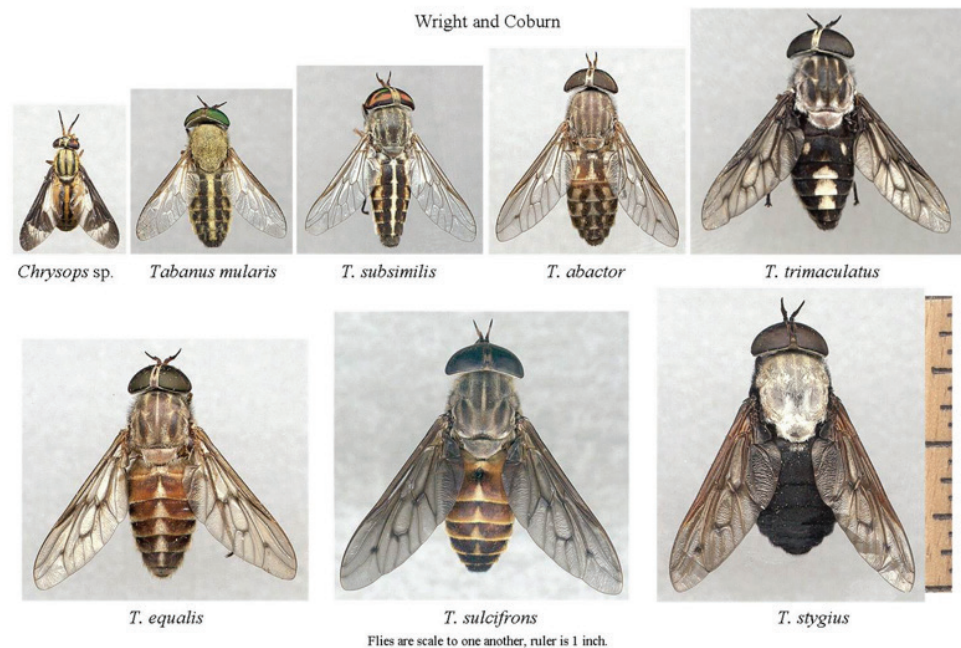 Wright and Coburn
Chrysops sp.
Tabanus mularis
T. subsimilis
T. abactor
T. trimaculatus
T. equalis
T. sulcifrons
T. stygius
Flies are scale to one another, ruler is 1 inch.